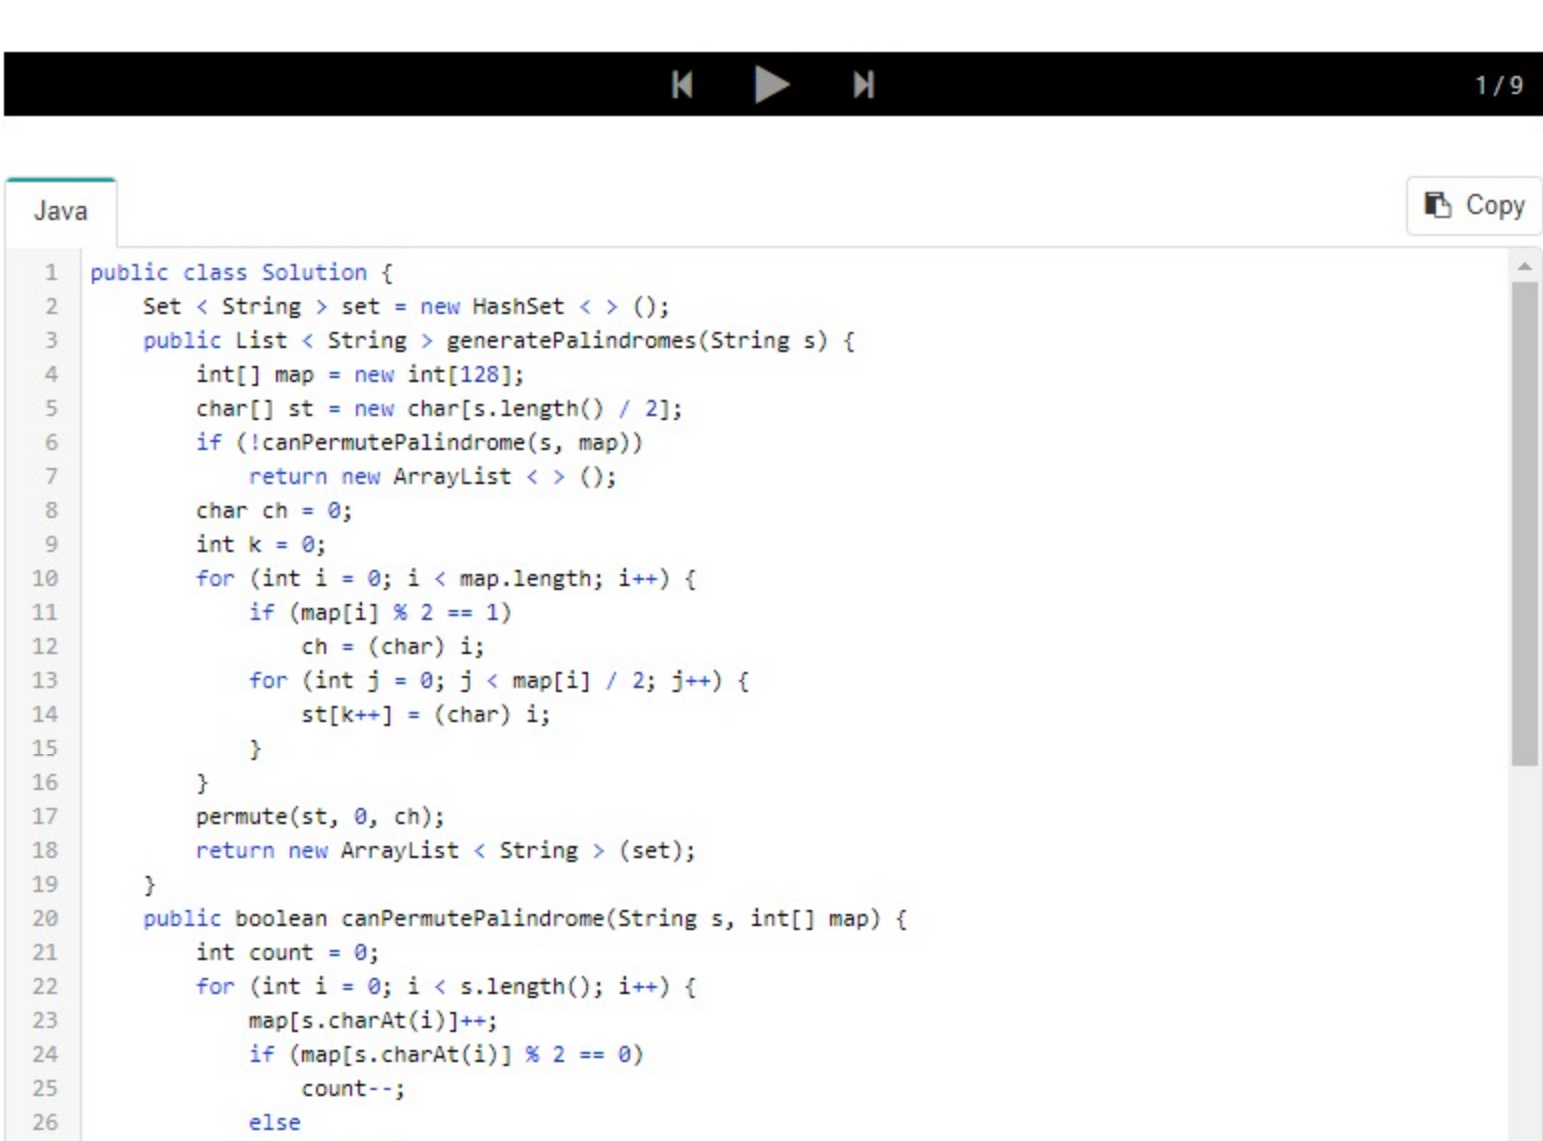 1 / 9
Java
Copy
1 public class Solution {
2     Set < String > set = new HashSet < > ();
3     public List < String > generatePalindromes(String s) {
4         int[] map = new int[128];
5         char[] st = new char[s.length() / 2];
6         if (!canPermutePalindrome(s, map))
7             return new ArrayList < > ();
8         char ch = 0;
9         int k = 0;
10         for (int i = 0; i < map.length; i++) {
11             if (map[i] % 2 == 1)
12                 ch = (char) i;
13             for (int j = 0; j < map[i] / 2; j++) {
14                 st[k++] = (char) i;
15             }
16         }
17         permute(st, 0, ch);
18         return new ArrayList < String > (set);
19     }
20     public boolean canPermutePalindrome(String s, int[] map) {
21         int count = 0;
22         for (int i = 0; i < s.length(); i++) {
23             map[s.charAt(i)]++;
24             if (map[s.charAt(i)] % 2 == 0)
25                 count--;
26             else